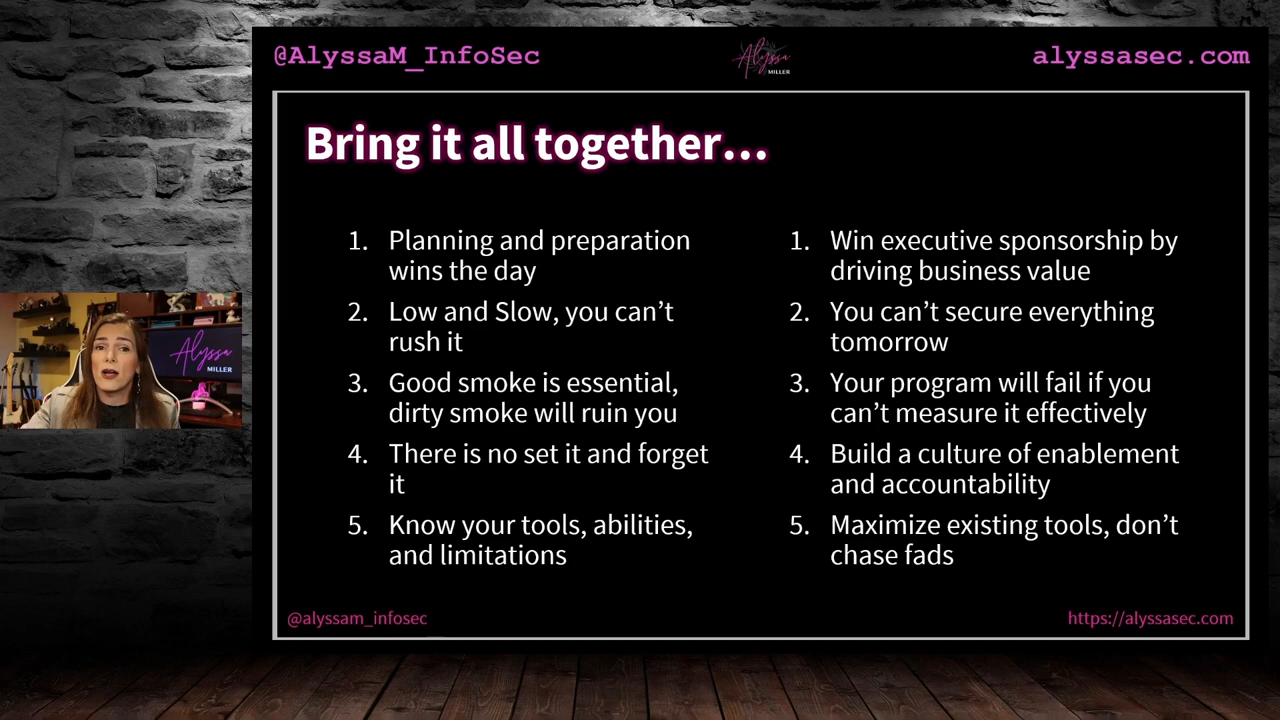 @AlyssaM_InfoSec
Alyssa
MILLER
alyssasec.com
Bring it all together...
1. Planning and preparation
wins the day
2. Low and Slow, you can’t
rush it
3. Good smoke is essential,
dirty smoke will ruin you
4. There is no set it and forget
it
5. Know your tools, abilities,
and limitations
1. Win executive sponsorship by
driving business value
2. You can’t secure everything
tomorrow
3. Your program will fail if you
can’t measure it effectively
4. Build a culture of enablement
and accountability
5. Maximize existing tools, don’t
chase fads
Alyssa
MILLER
@alyssam_infosec
https://alyssasec.com